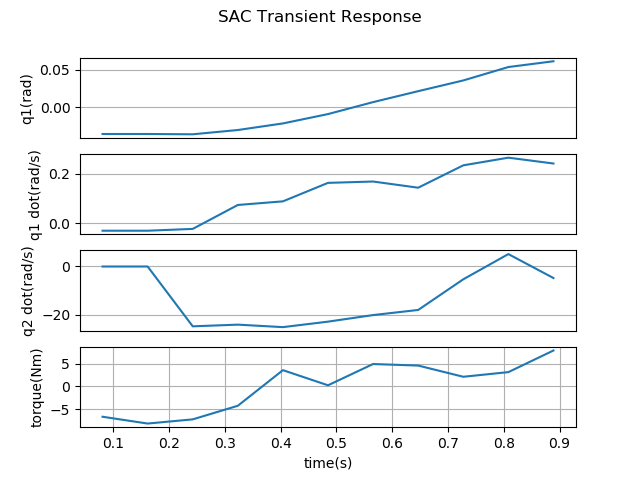 SAC Transient Response
q1(rad)
0.05
0.00
q1 dot(rad/s)
0.2
0.0
q2 dot(rad/s)
0
−20
torque(Nm)
5
0
−5
0.1 0.2 0.3 0.4 0.5 0.6 0.7 0.8 0.9
time(s)